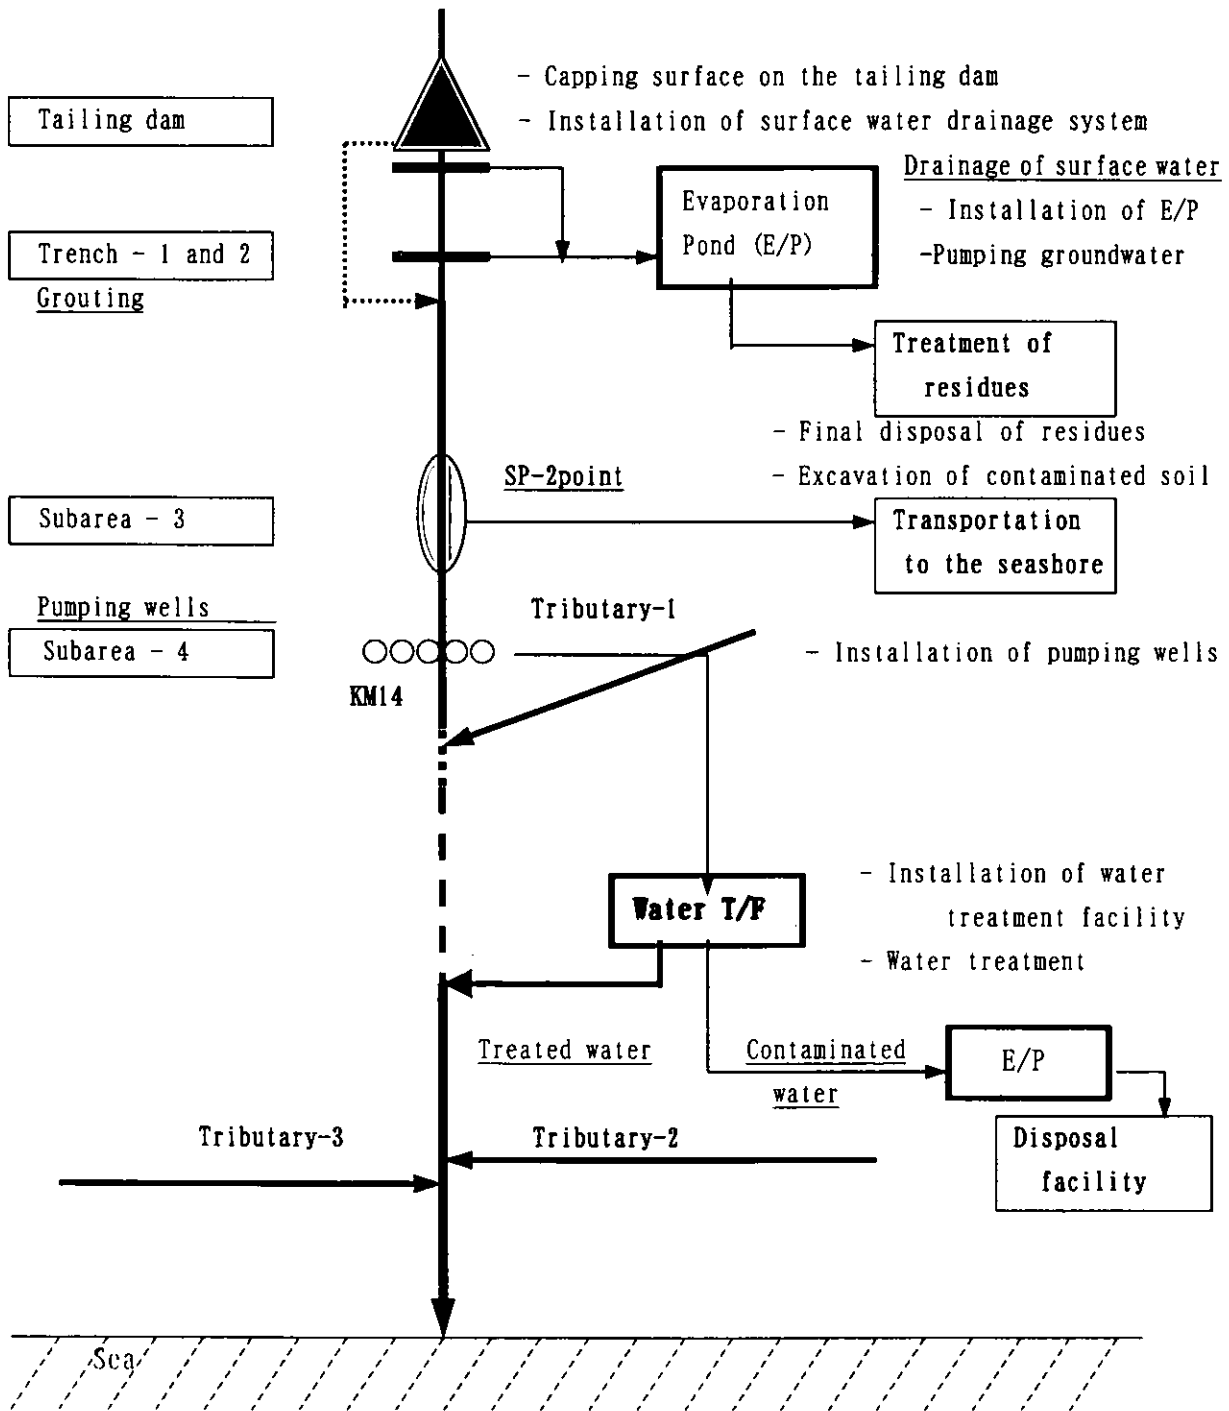 - Capping surface on the tailing dam
Tailing dam
- Installation of surface water drainage system
Drainage of surface water
Evaporation
Pond (E/P)
- Installation of E/P
-Pumping groundwater
Trench - 1 and 2
Grouting
Treatment of
residues
- Final disposal of residues
SP-2point
- Excavation of contaminated soil
Subarea - 3
Transportation
to the seashore
Pumping wells
Tributary-1
Subarea - 4
- Installation of pumping wells
KM14
Water T/F
- Installation of water
treatment facility
- Water treatment
Treated water
Contaminated
water
E/P
Tributary-3
Tributary-2
Disposal
facility
Sea